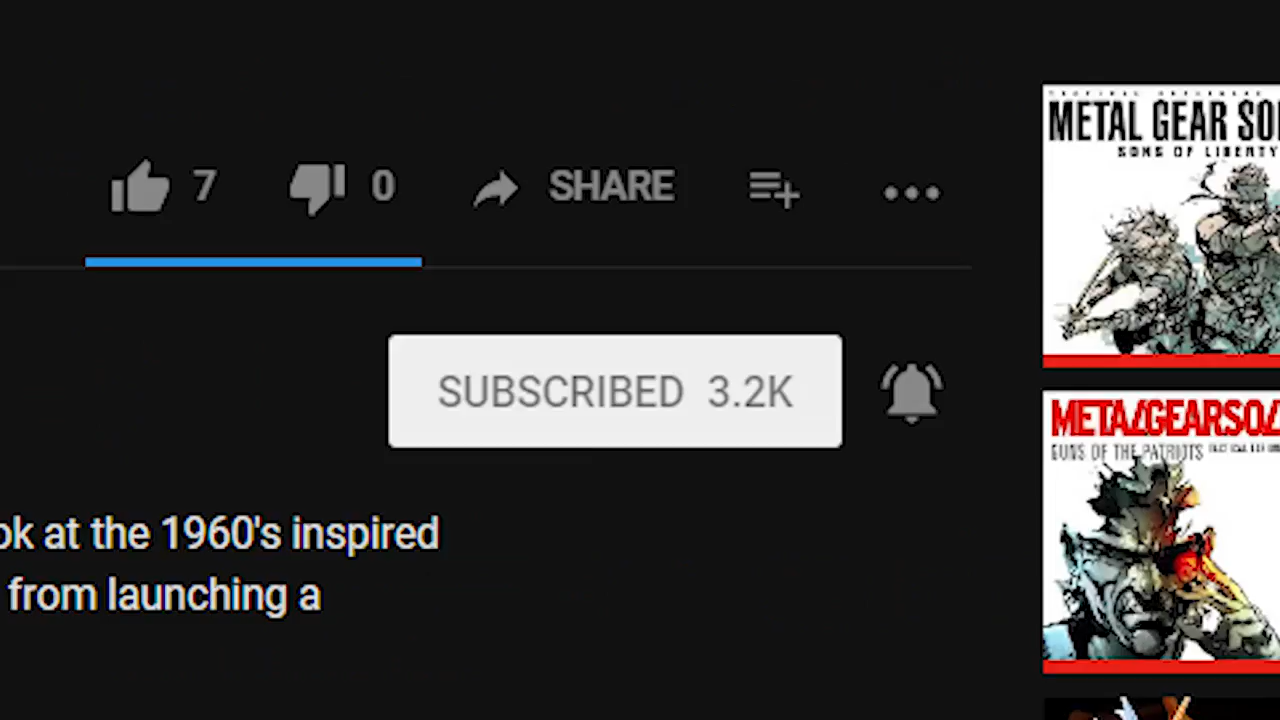 7 0 SHARE
SUBSCRIBED 3.2K
ok at the 1960's inspired
from launching a
METAL GEAR SO
SONS OF LIBERTY
METAL GEAR SOL
GUNS OF THE PATRIOTS